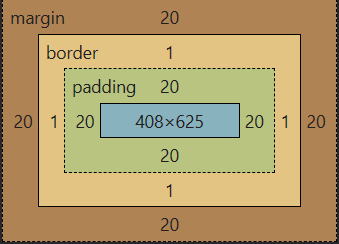 margin 20
border 1
padding 20
20 1 20 408×625 20 1 20
20
1
20